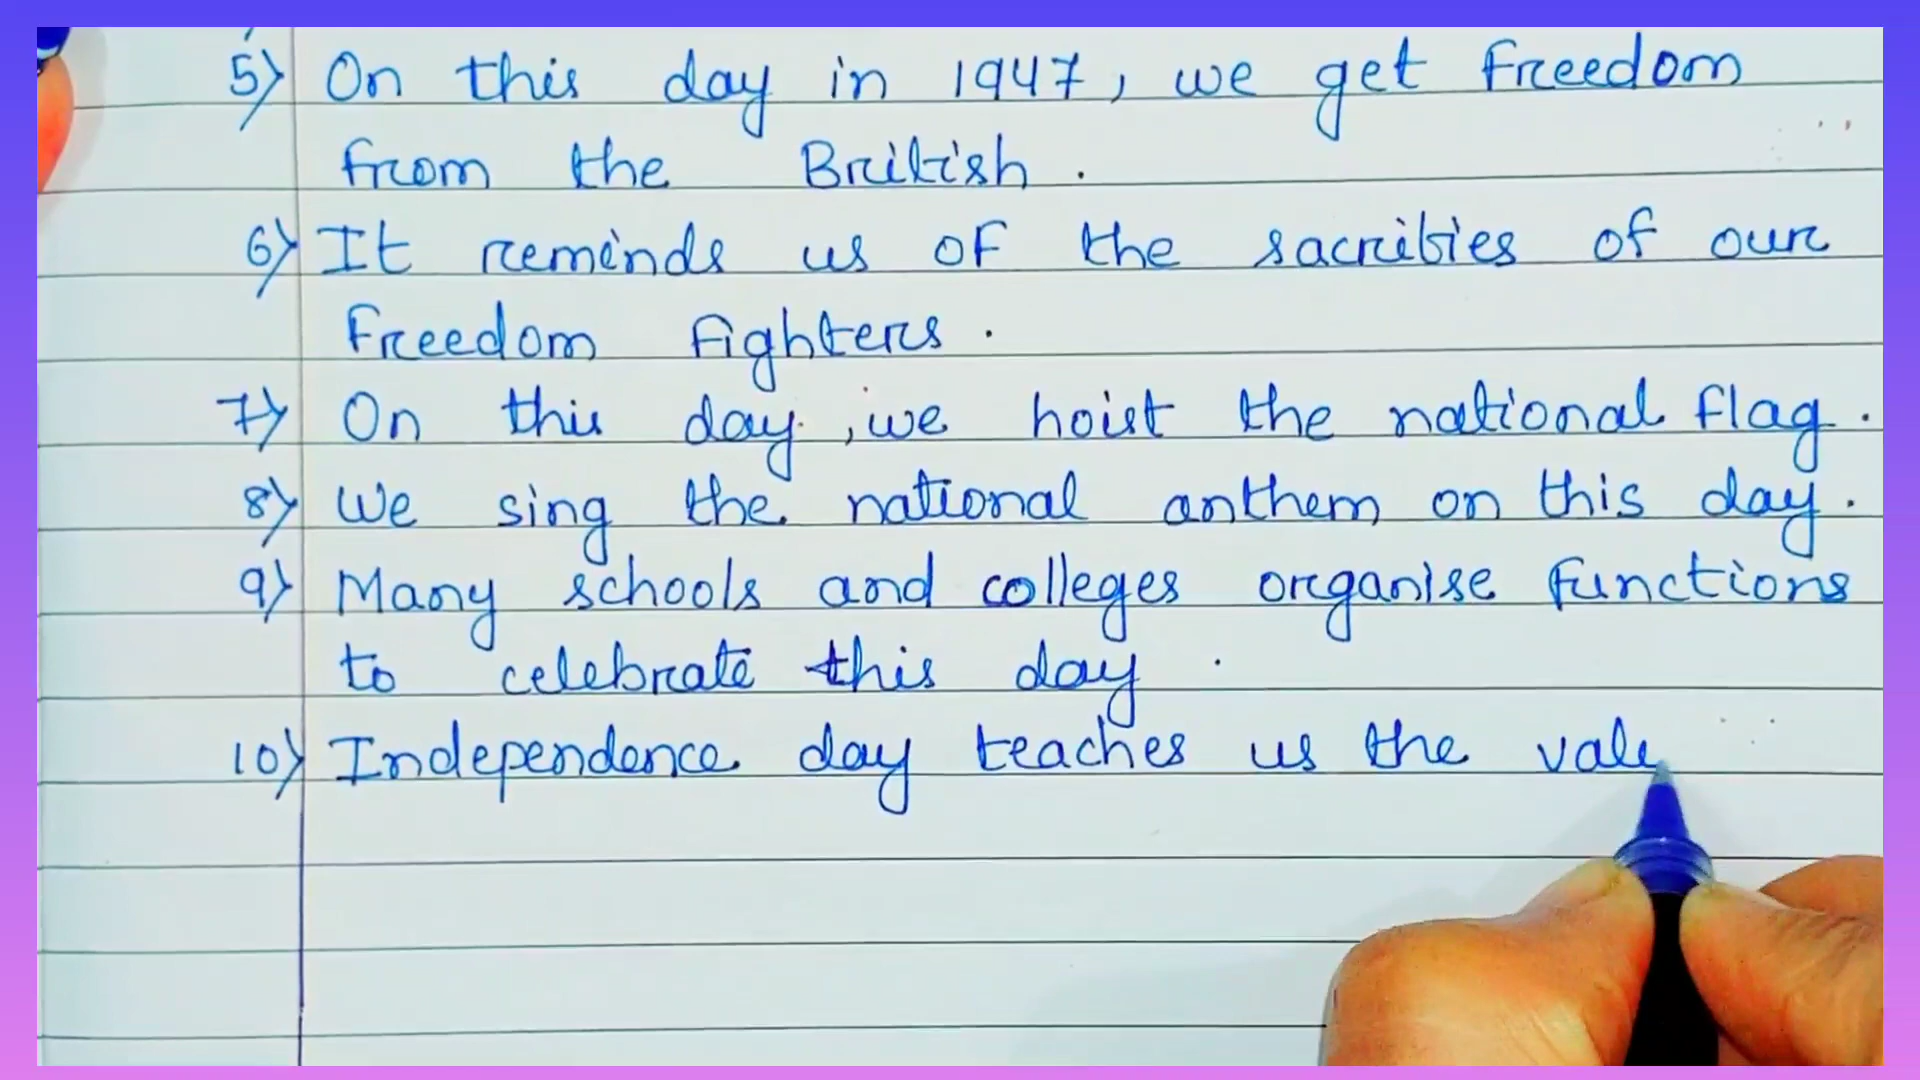 5) On this day in 1947, we get freedom
from the British.
6) It reminds us of the sacribies of our
freedom fighters.
7) On this day, we hoist the national flag.
8) We sing the national anthem on this day.
9) Many schools and colleges organise functions
to celebrate this day.
10) Independence day teaches us the valu